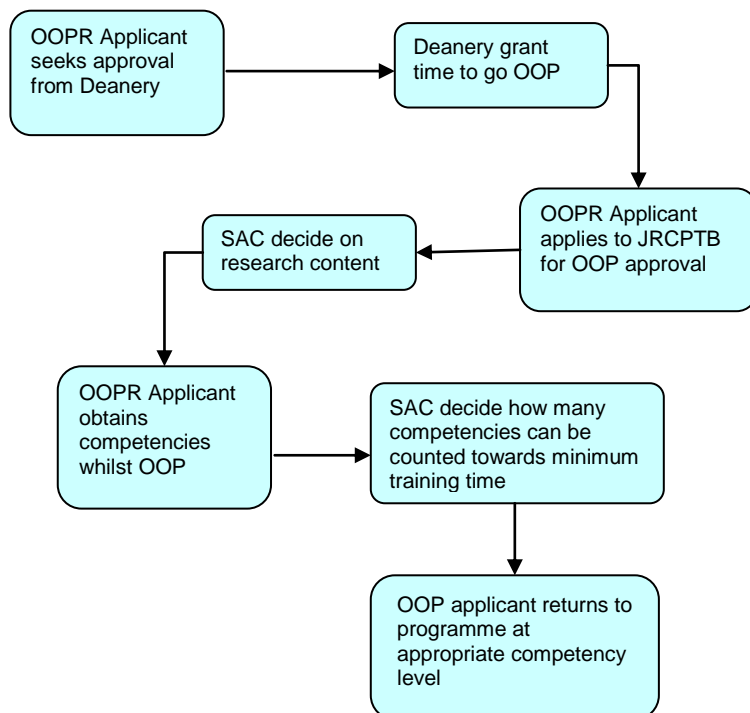 OOPR Applicant
seeks approval
from Deanery
Deanery grant
time to go OOP
OOPR Applicant
applies to JRCPTB
for OOP approval
SAC decide on
research content
OOPR Applicant
obtains
competencies
whilst OOP
SAC decide how many
competencies can be
counted towards minimum
training time
OOP applicant returns to
programme at
appropriate competency
level